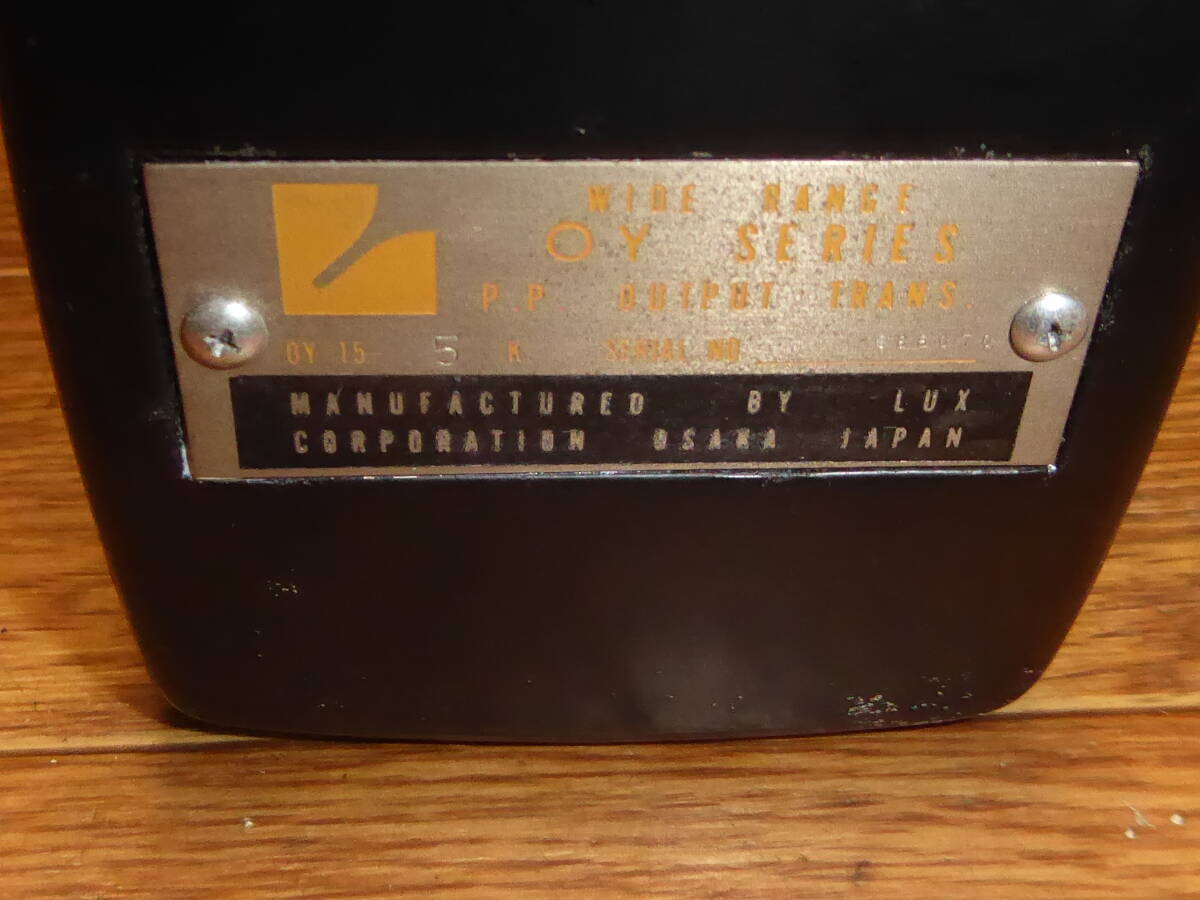 WIDE RANGE
OY SERIES
P.P. OUTPUT TRANS.
OY 15 5 K SERIAL NO
MANUFACTURED BY LUX
CORPORATION OSAKA JAPAN